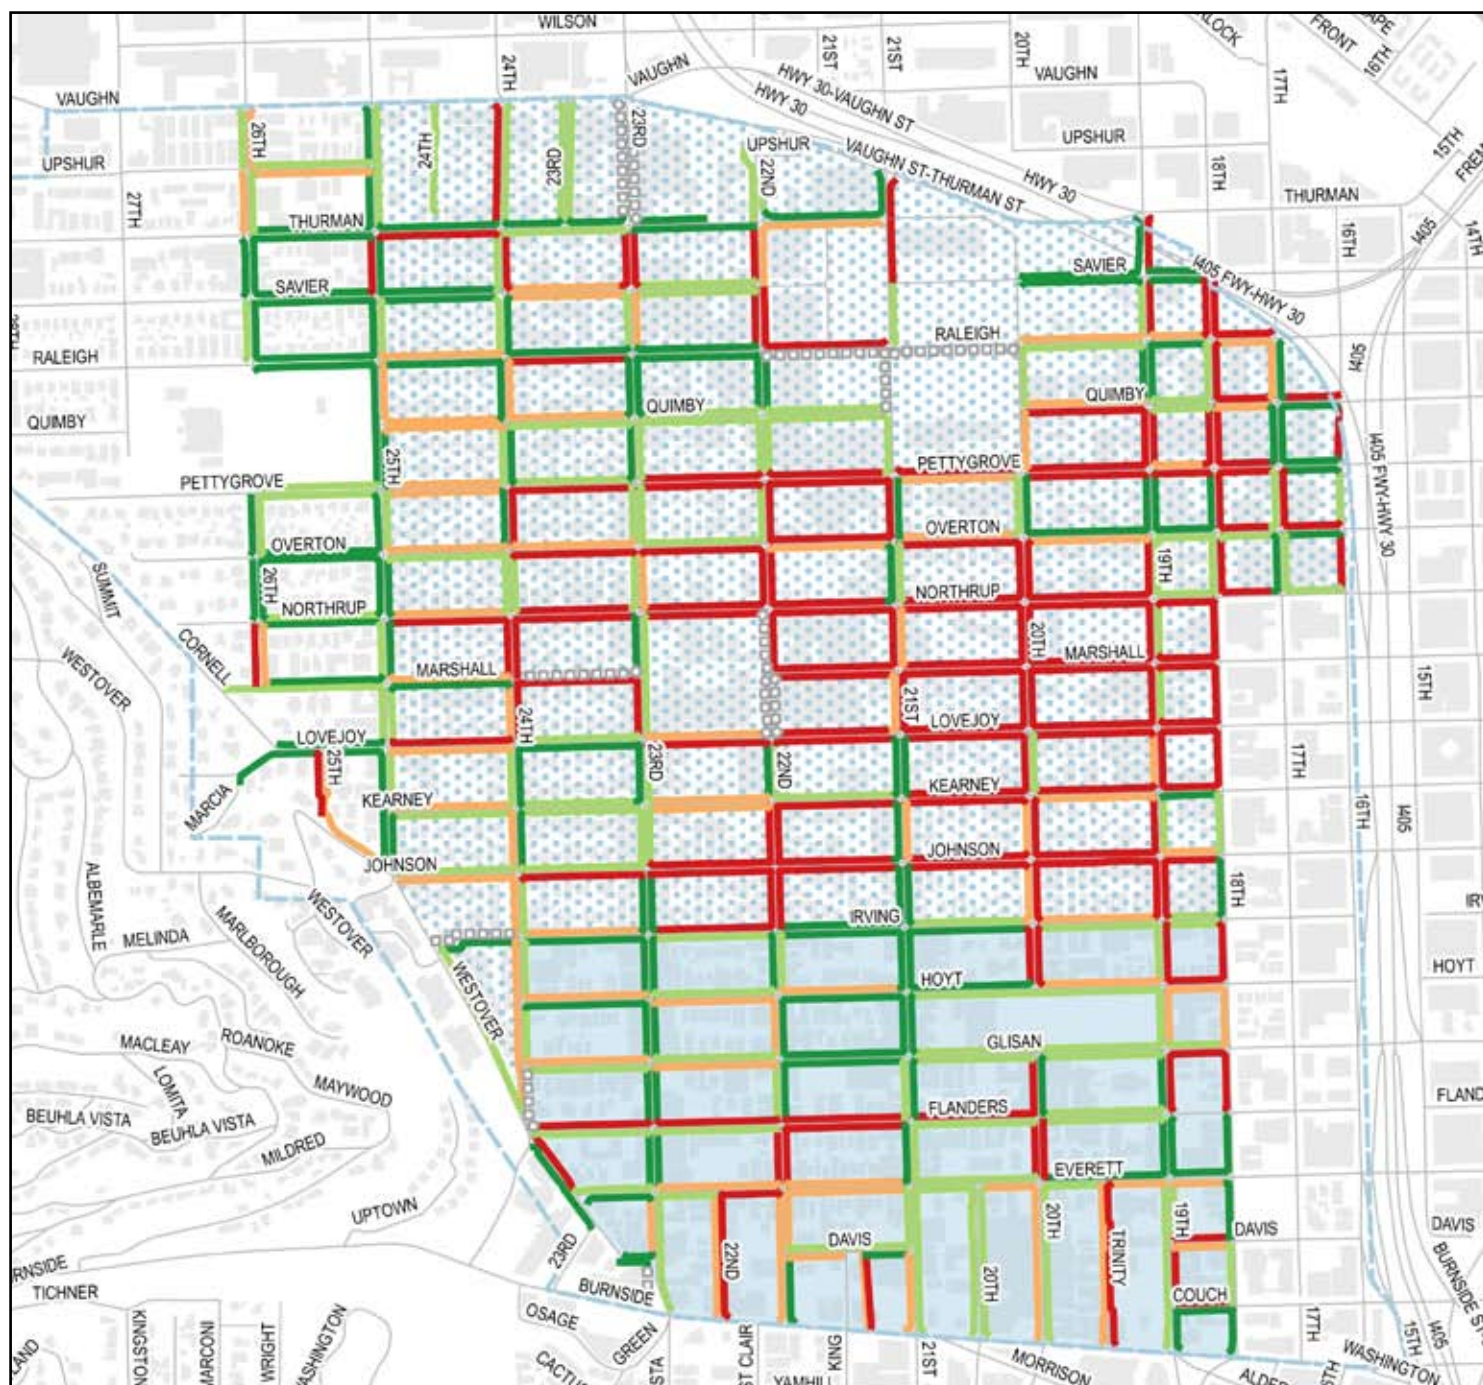 WILSON
FRONT
16TH
24TH
21ST
21ST
20TH
VAUGHN
VAUGHN
VAUGHN
HWY 30-VAUGHN ST
HWY 30
17TH
26TH
24TH
23RD
23RD
UPSHUR
22ND
VAUGHN ST-THURMAN ST
UPSHUR
15TH
UPSHUR
27TH
HWY 30
18TH
THURMAN
THURMAN
16TH
I405
14TH
SAVIER
SAVIER
I405 FWY-HWY 30
RALEIGH
RALEIGH
I405
QUIMBY
QUIMBY
QUIMBY
25TH
PETTYGROVE
PETTYGROVE
I405 FWY-HWY 30
OVERTON
OVERTON
SUMMIT
26TH
NORTHRUP
NORTHRUP
19TH
CORNELL
WESTOVER
MARSHALL
20TH
MARSHALL
15TH
21ST
24TH
LOVEJOY
LOVEJOY
25TH
23RD
22ND
17TH
MARCIA
KEARNEY
KEARNEY
16TH
I405
JOHNSON
JOHNSON
ALBEMARLE
WESTOVER
MARLBOROUGH
IRVING
18TH
MELINDA
WESTOVER
HOYT
HOYT
MACLEAY
ROANOKE
GLISAN
LOMITA
MAYWOOD
BEUHLA VISTA
BEUHLA VISTA
FLANDERS
MILDRED
EVERETT
UPTOWN
23RD
22ND
DAVIS
20TH
20TH
TRINITY
19TH
DAVIS
DAVIS
TICHNER
BURNSIDE
COUCH
KINGSTON
MARCONI
WRIGHT
OSAGE
GREEN
KING
21ST
17TH
15TH
I405
MORRISON
WASHINGTON
YAMHILL